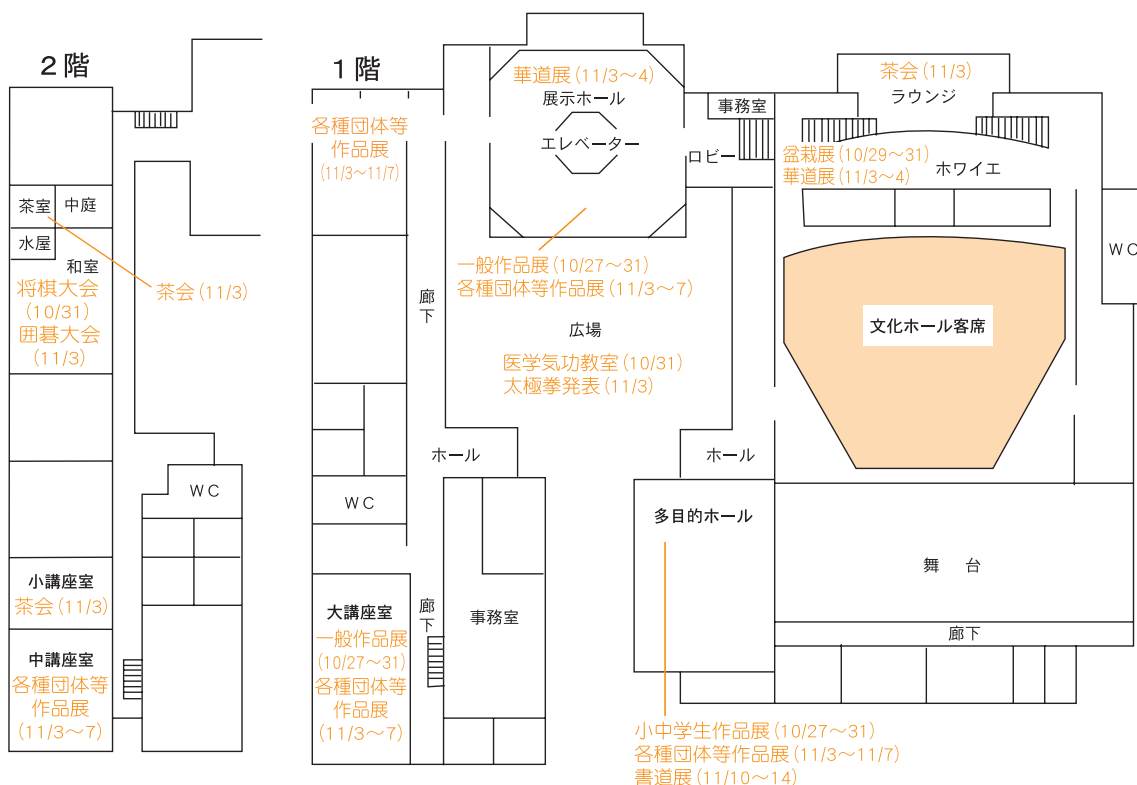 2階
茶室
中庭
水屋
和室
将棋大会
(10/31)
囲碁大会
(11/3)
茶会(11/3)
WC
小講座室
茶会(11/3)
中講座室
各種団体等
作品展
(11/3～7)
1階
各種団体等
作品展
(11/3～11/7)
廊下
ホール
WC
大講座室
一般作品展
(10/27～31)
各種団体等
作品展
(11/3～7)
廊下
事務室
華道展(11/3～4)
展示ホール
エレベーター
ロビー
事務室
一般作品展(10/27～31)
各種団体等作品展(11/3～7)
広場
医学気功教室(10/31)
太極拳発表(11/3)
茶会(11/3)
ラウンジ
盆栽展(10/29～31)
華道展(11/3～4)
ホワイエ
WC
文化ホール客席
ホール
多目的ホール
舞台
廊下
小中学生作品展(10/27～31)
各種団体等作品展(11/3～11/7)
書道展(11/10～14)